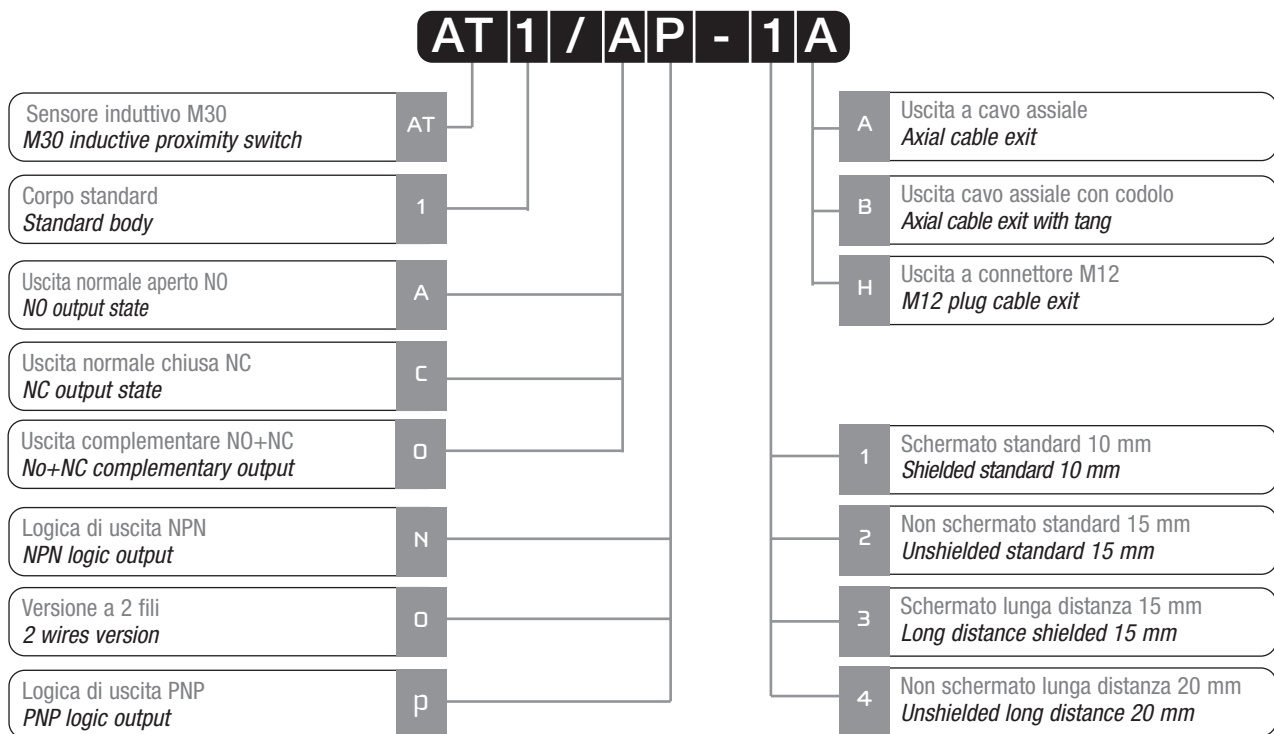 AT1/AP-1A
Sensore induttivo M30
M30 inductive proximity switch
AT
Corpo standard
Standard body
1
Uscita normale aperto NO
NO output state
A
Uscita normale chiusa NC
NC output state
C
Uscita complementare NO+NC
No+NC complementary output
O
Logica di uscita NPN
NPN logic output
N
Versione a 2 fili
2 wires version
O
Logica di uscita PNP
PNP logic output
p
A
Uscita a cavo assiale
Axial cable exit
B
Uscita cavo assiale con codolo
Axial cable exit with tang
H
Uscita a connettore M12
M12 plug cable exit
1
Schermato standard 10 mm
Shielded standard 10 mm
2
Non schermato standard 15 mm
Unshielded standard 15 mm
3
Schermato lunga distanza 15 mm
Long distance shielded 15 mm
4
Non schermato lunga distanza 20 mm
Unshielded long distance 20 mm